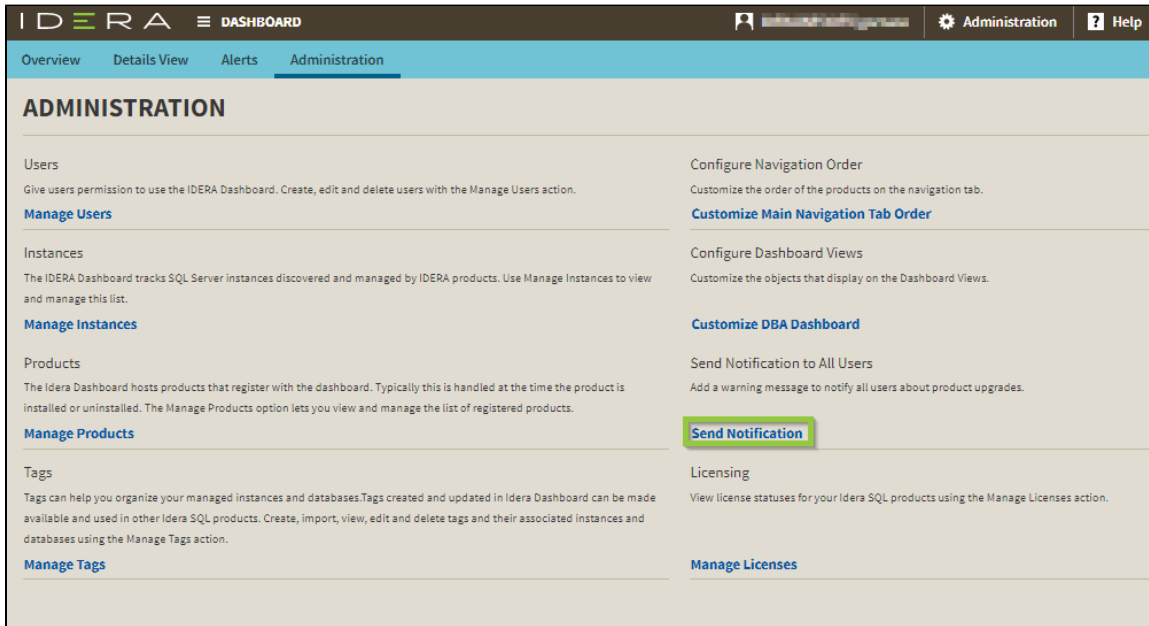 IDERA DASHBOARD Administration ? Help
Overview Details View Alerts Administration
ADMINISTRATION
Users
Give users permission to use the IDERA Dashboard. Create, edit and delete users with the Manage Users action.
Manage Users
Instances
The IDERA Dashboard tracks SQL Server instances discovered and managed by IDERA products. Use Manage Instances to view
and manage this list.
Manage Instances
Products
The Idera Dashboard hosts products that register with the dashboard. Typically this is handled at the time the product is
installed or uninstalled. The Manage Products option lets you view and manage the list of registered products.
Manage Products
Tags
Tags can help you organize your managed instances and databases.Tags created and updated in Idera Dashboard can be made
available and used in other Idera SQL products. Create, import, view, edit and delete tags and their associated instances and
databases using the Manage Tags action.
Manage Tags
Configure Navigation Order
Customize the order of the products on the navigation tab.
Customize Main Navigation Tab Order
Configure Dashboard Views
Customize the objects that display on the Dashboard Views.
Customize DBA Dashboard
Send Notification to All Users
Add a warning message to notify all users about product upgrades.
Send Notification
Licensing
View license statuses for your Idera SQL products using the Manage Licenses action.
Manage Licenses